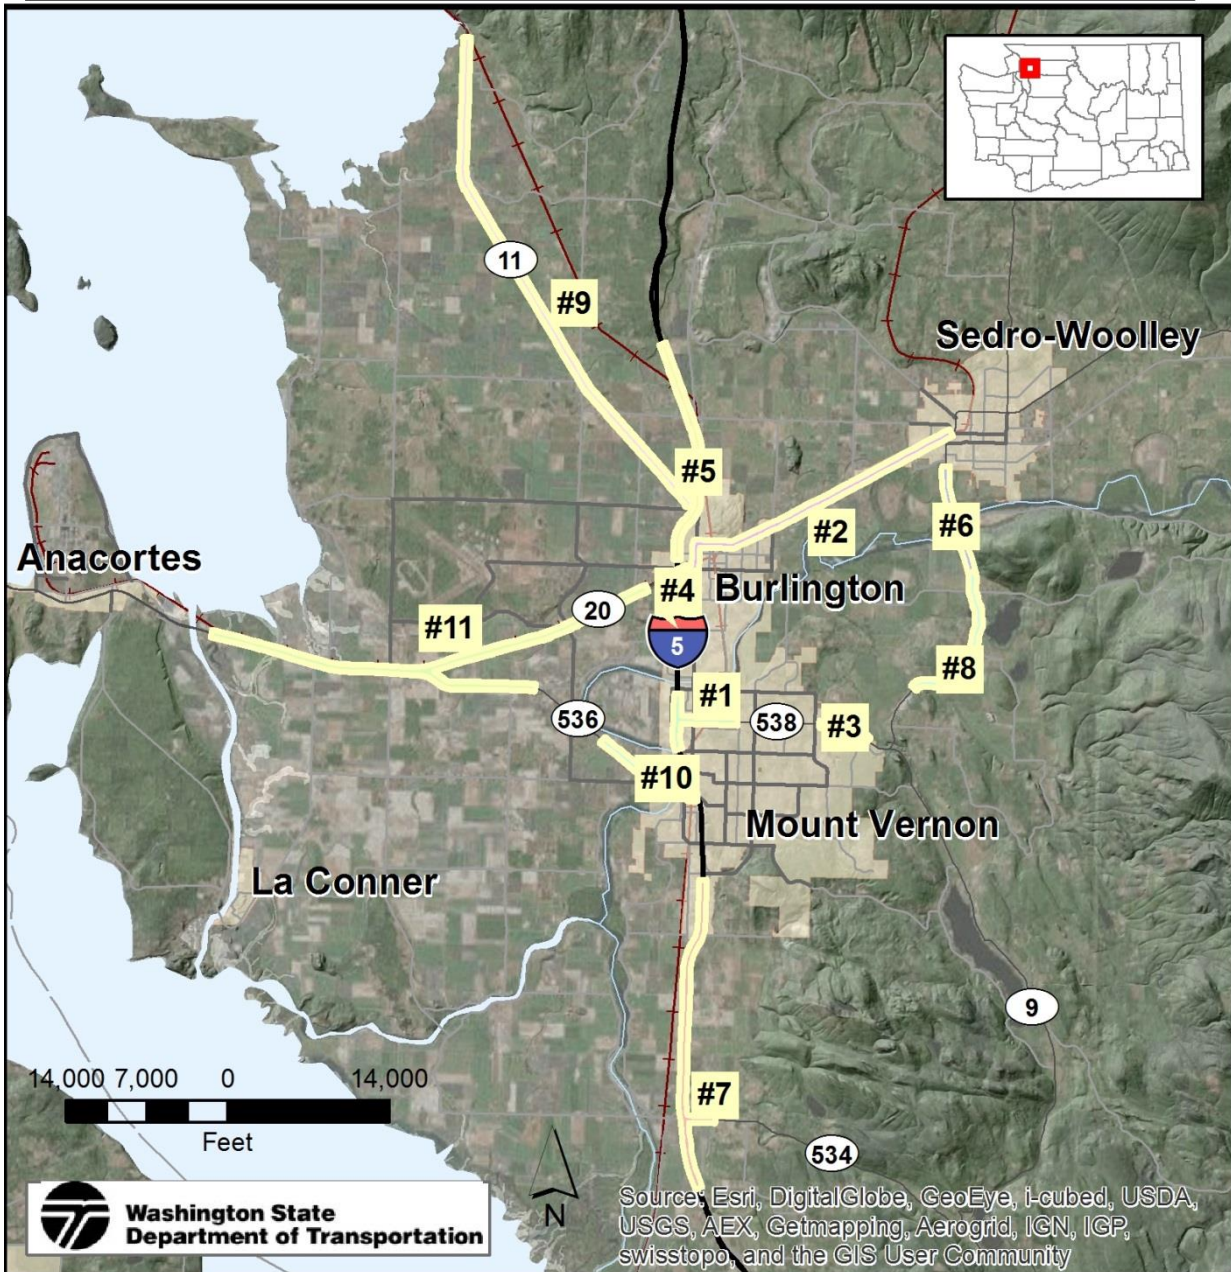 11
#9
Sedro-Woolley
#5
#2
#6
Anacortes
#4
Burlington
20
#11
5
#8
#1
536
538
#3
#10
Mount Vernon
La Conner
9
14,000 7,000 0 14,000
Feet
#7
534
N
Washington State
Department of Transportation
Source: Esri, DigitalGlobe, GeoEye, i-cubed, USDA,
USGS, AEX, Getmapping, Aerogrid, IGN, IGP,
swisstopo, and the GIS User Community